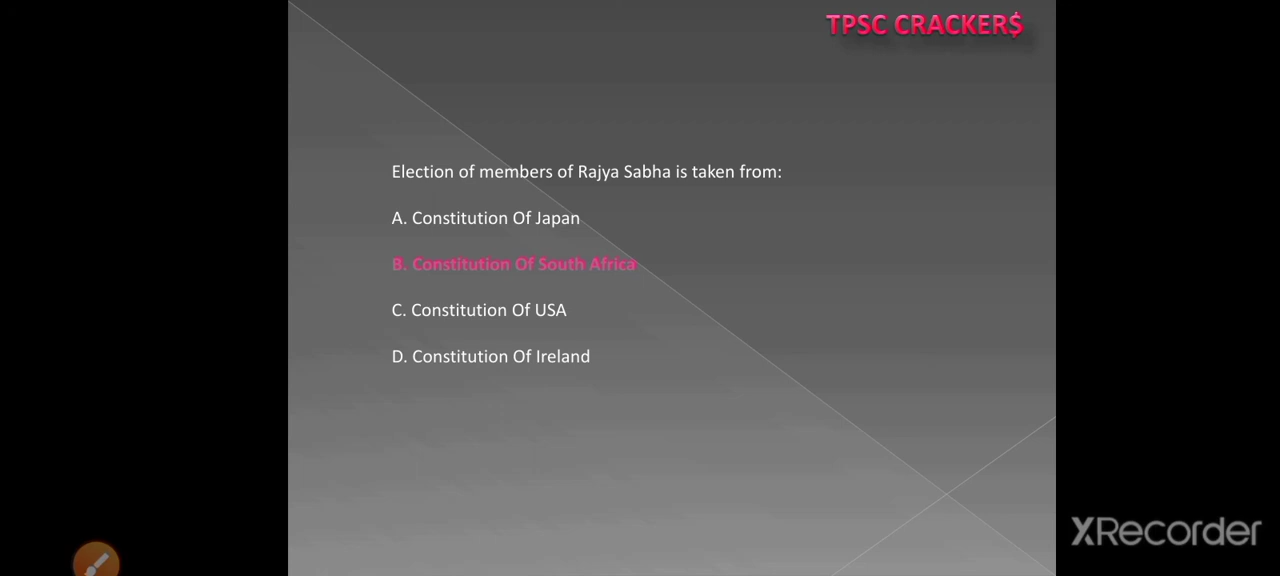 TPSC CRACKER$
Election of members of Rajya Sabha is taken from:
A. Constitution Of Japan
B. Constitution Of South Africa
C. Constitution Of USA
D. Constitution Of Ireland
XRecorder